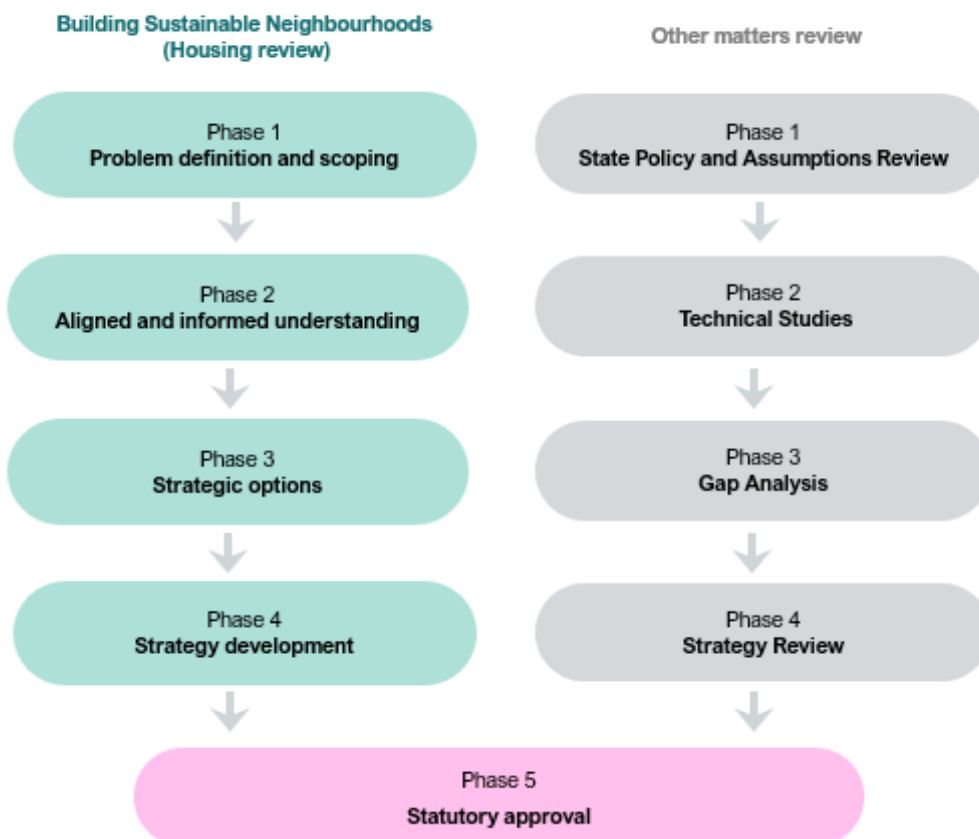 Building Sustainable Neighbourhoods
(Housing review)
Phase 1
Problem definition and scoping
Phase 2
Aligned and informed understanding
Phase 3
Strategic options
Phase 4
Strategy development
Other matters review
Phase 1
State Policy and Assumptions Review
Phase 2
Technical Studies
Phase 3
Gap Analysis
Phase 4
Strategy Review
Phase 5
Statutory approval